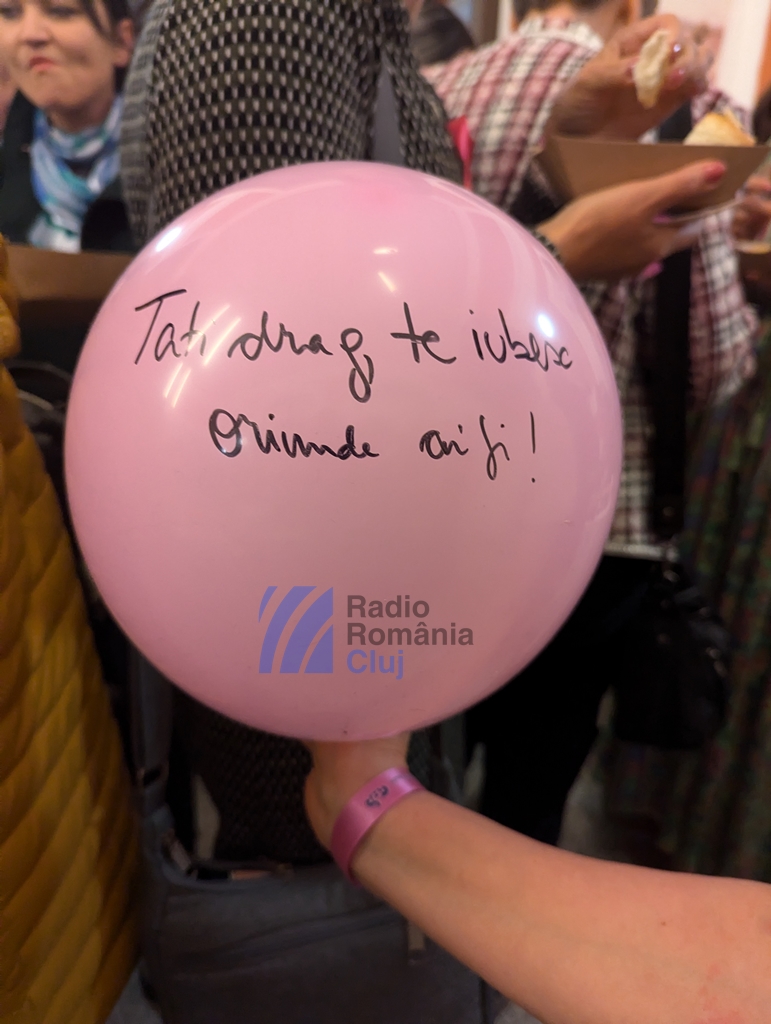 Tati drag, te iubesc
Oriunde ai fi!
Radio
România
Cluj